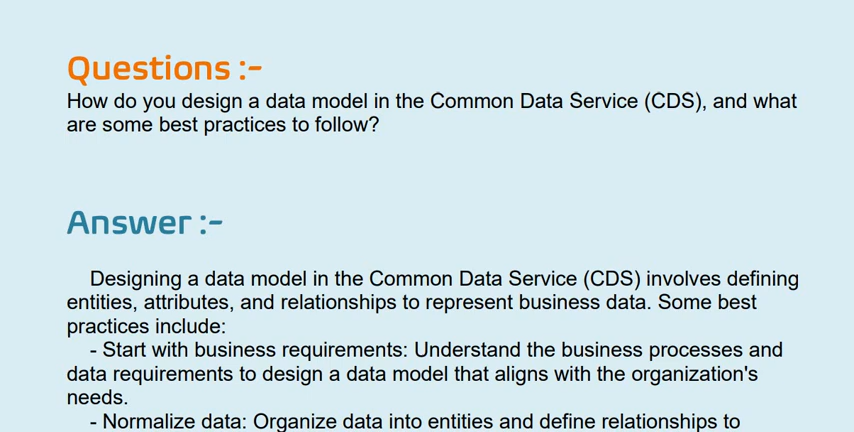 Questions :-
How do you design a data model in the Common Data Service (CDS), and what
are some best practices to follow?
Answer :-
Designing a data model in the Common Data Service (CDS) involves defining
entities, attributes, and relationships to represent business data. Some best
practices include:
- Start with business requirements: Understand the business processes and
data requirements to design a data model that aligns with the organization's
needs.
- Normalize data: Organize data into entities and define relationships to